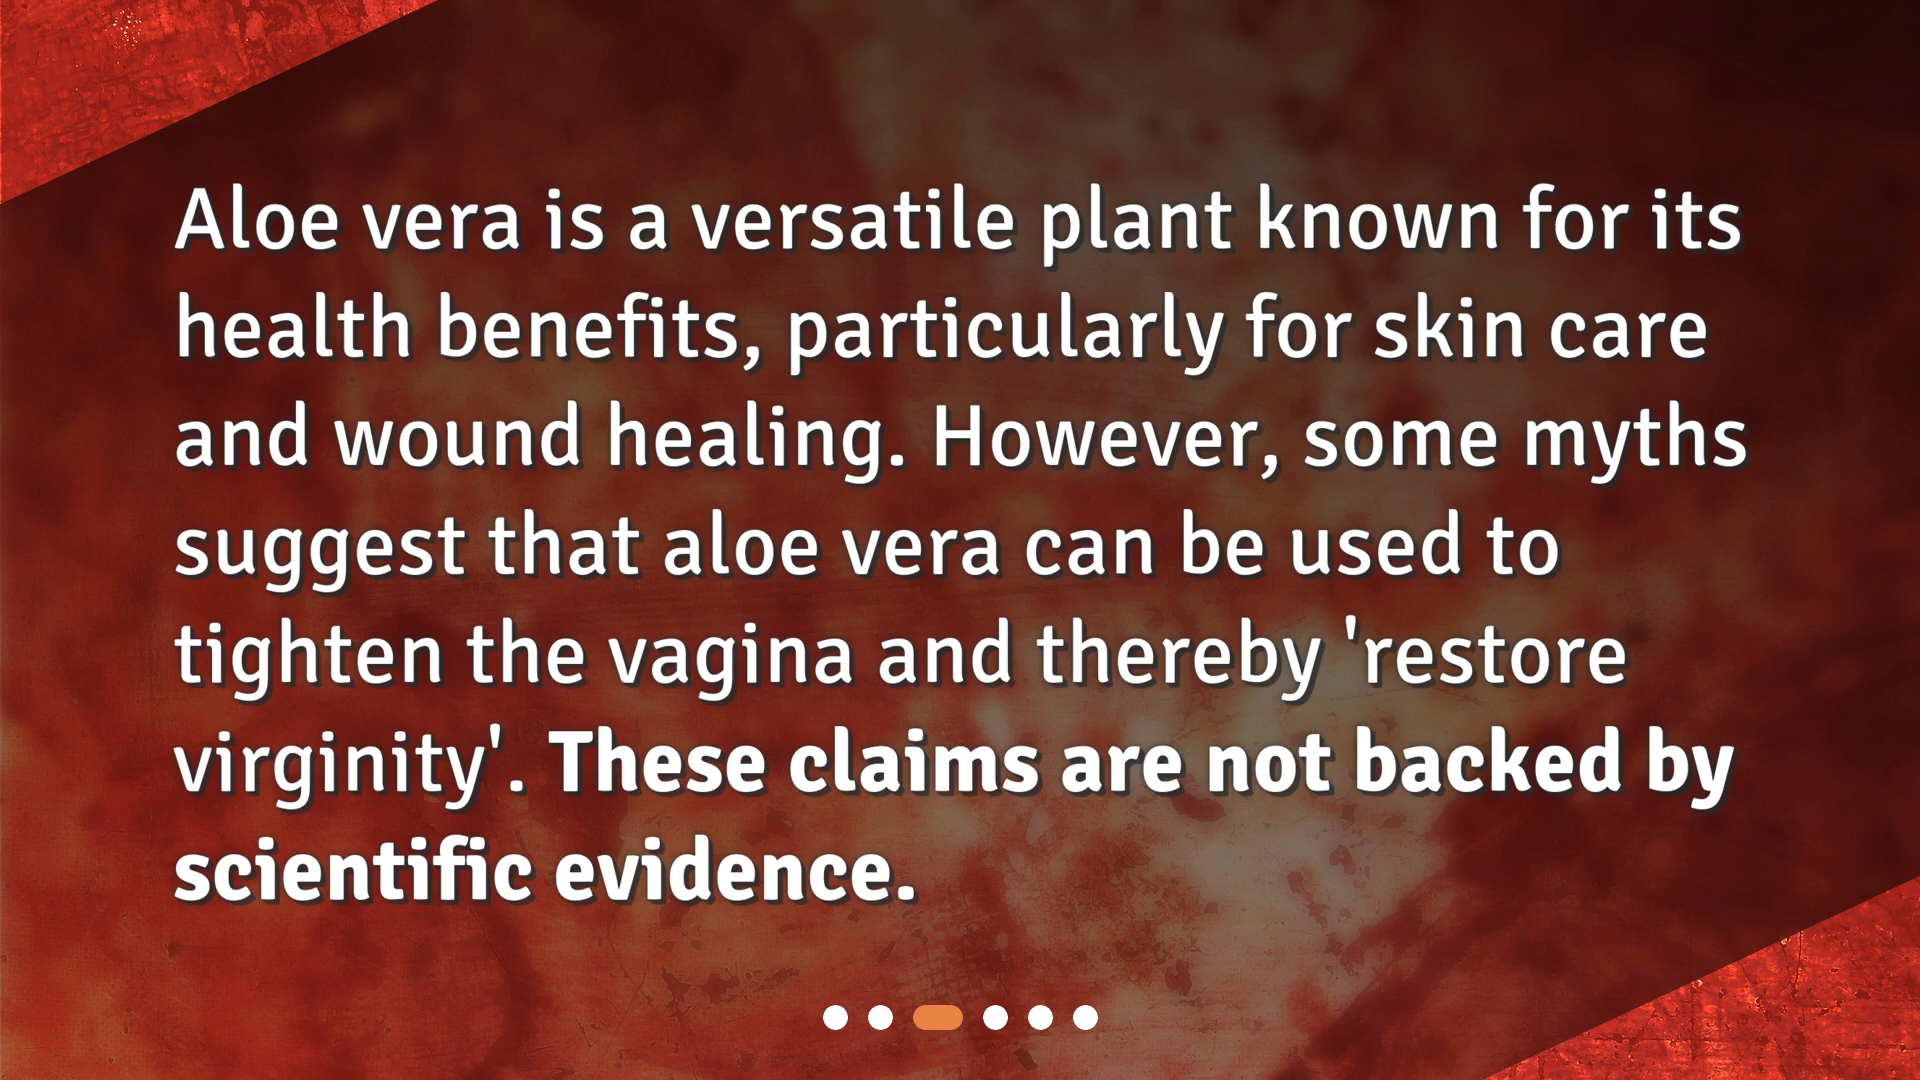 Aloe vera is a versatile plant known for its
health benefits, particularly for skin care
and wound healing. However, some myths
suggest that aloe vera can be used to
tighten the vagina and thereby 'restore
virginity'. These claims are not backed by
scientific evidence.